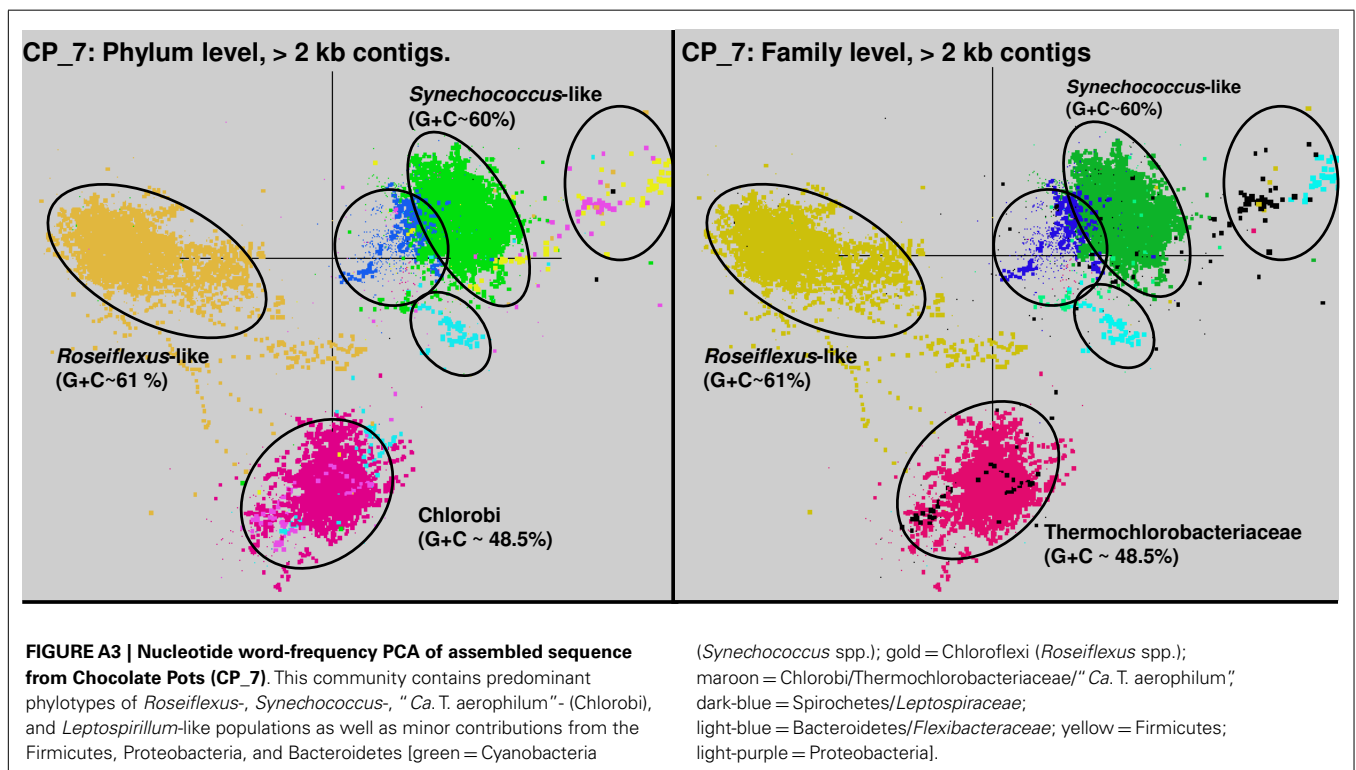 CP_7: Phylum level, > 2 kb contigs.
Synechococcus-like
(G+C~60%)
Roseiflexus-like
(G+C~61 %)
Chlorobi
(G+C ~ 48.5%)
CP_7: Family level, > 2 kb contigs
Synechococcus-like
(G+C~60%)
Roseiflexus-like
(G+C~61%)
Thermochlorobacteriaceae
(G+C ~ 48.5%)
FIGURE A3 | Nucleotide word-frequency PCA of assembled sequence
from Chocolate Pots (CP_7). This community contains predominant
phylotypes of Roseiflexus-, Synechococcus-, “Ca. T. aerophilum”- (Chlorobi),
and Leptospirillum-like populations as well as minor contributions from the
Firmicutes, Proteobacteria, and Bacteroidetes [green = Cyanobacteria
(Synechococcus spp.); gold = Chloroflexi (Roseiflexus spp.);
maroon = Chlorobi/Thermochlorobacteriaceae/“Ca. T. aerophilum”,
dark-blue = Spirochetes/Leptospiraceae;
light-blue = Bacteroidetes/Flexibacteraceae; yellow = Firmicutes;
light-purple = Proteobacteria].